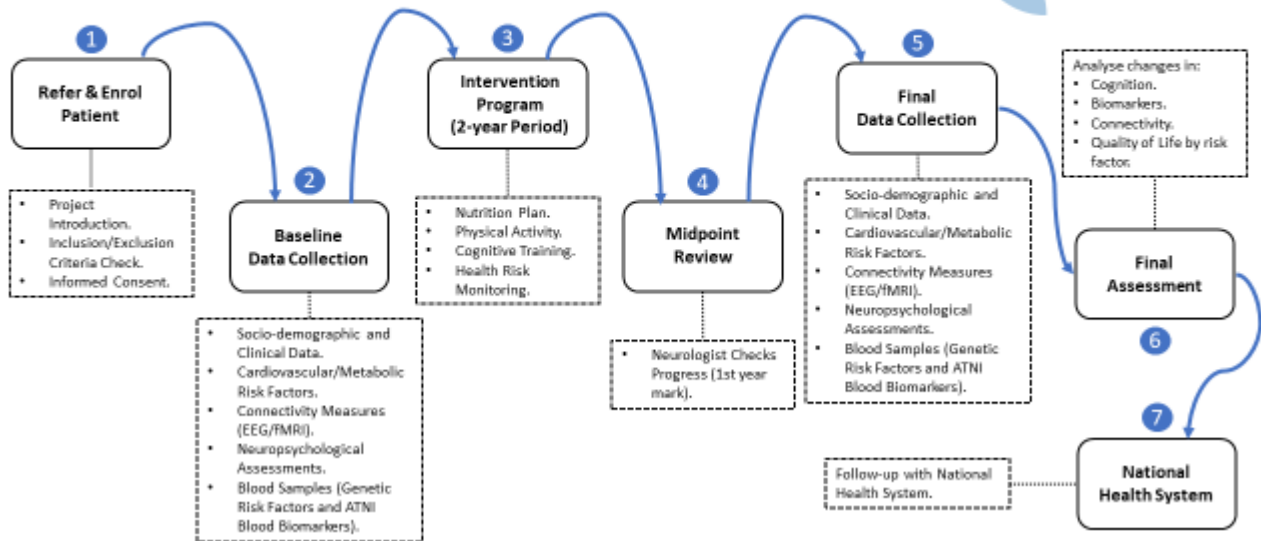 1
Refer & Enrol
Patient
Project
Introduction.
Inclusion/Exclusion
Criteria Check.
Informed Consent.
2
Baseline
Data Collection
Socio-demographic and
Clinical Data.
Cardiovascular/Metabolic
Risk Factors.
Connectivity Measures
(EEG/fMRI).
Neuropsychological
Assessments.
Blood Samples (Genetic
Risk Factors and ATNI
Blood Biomarkers).
3
Intervention
Program
(2-year Period)
Nutrition Plan.
Physical Activity.
Cognitive Training.
Health Risk
Monitoring.
4
Midpoint
Review
Neurologist Checks
Progress (1st year
mark).
5
Final
Data Collection
Socio-demographic and
Clinical Data.
Cardiovascular/Metabolic
Risk Factors.
Connectivity Measures
(EEG/fMRI).
Neuropsychological
Assessments.
Blood Samples (Genetic
Risk Factors and ATNI
Blood Biomarkers).
Analyse changes in:
Cognition.
Biomarkers.
Connectivity.
Quality of Life by risk
factor.
Final
Assessment
6
7
National
Health System
Follow-up with National
Health System.